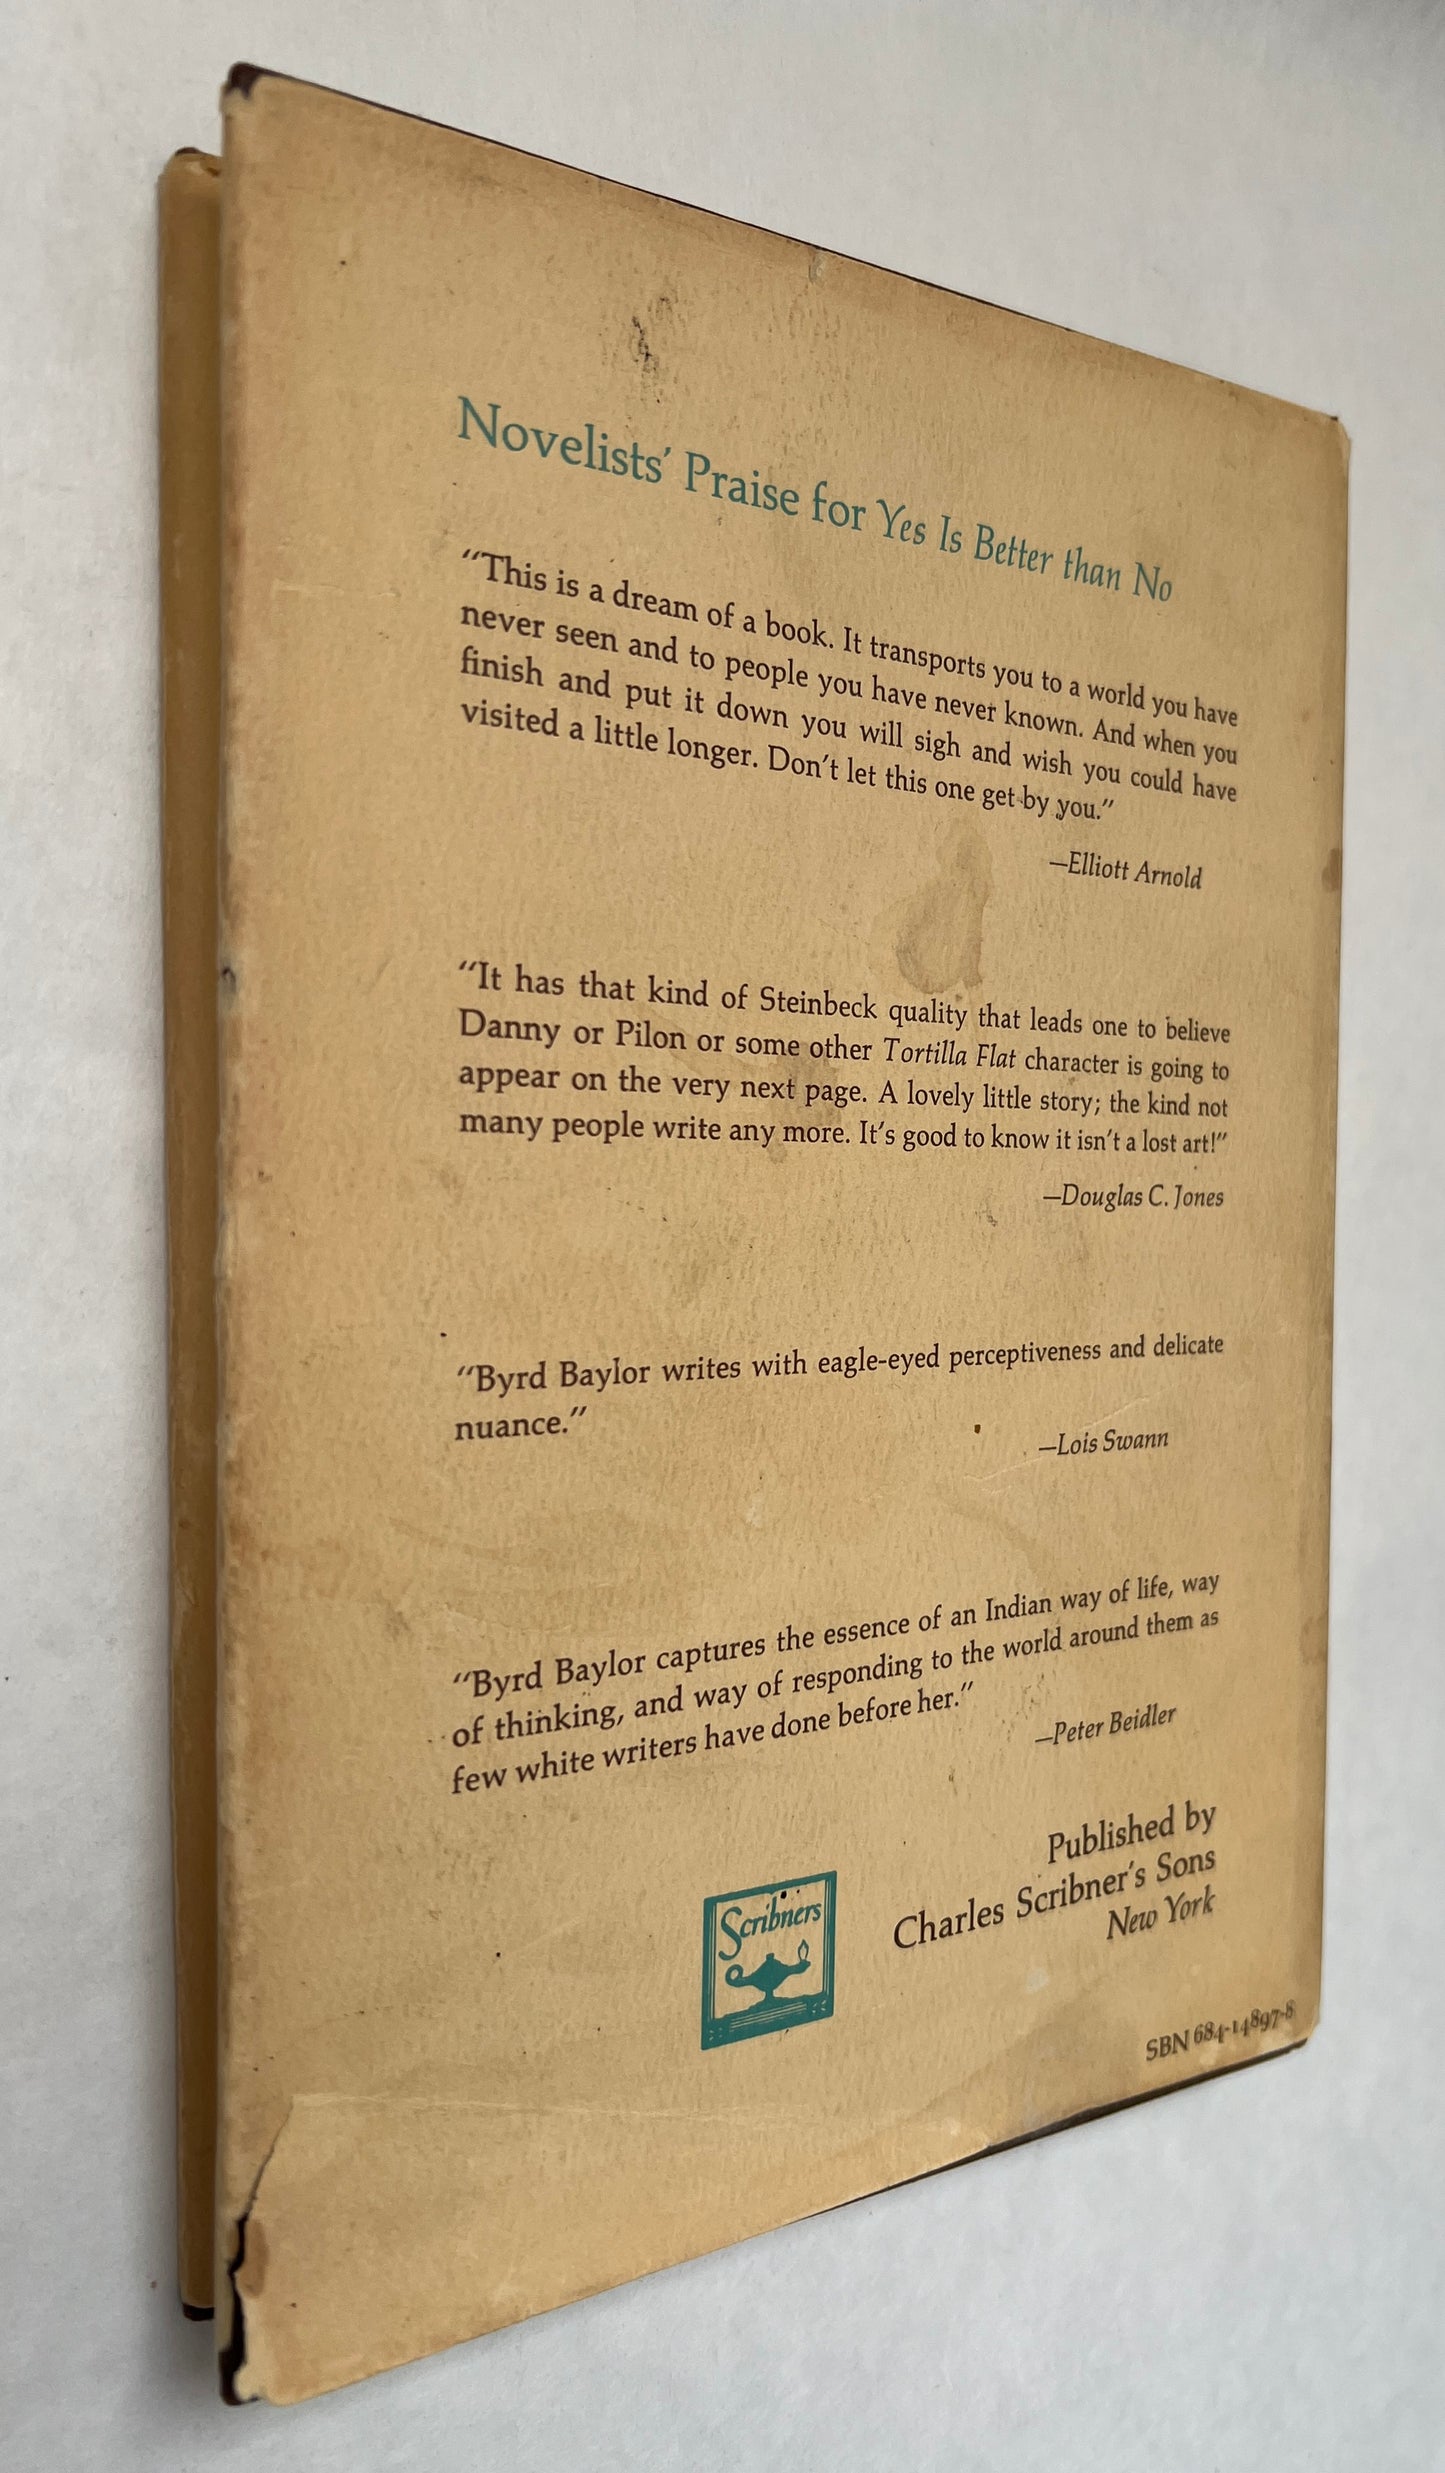 Novelists' Praise for Yes Is Better than No
"This is a dream of a book. It transports you to a world you have
never seen and to people you have never known. And when you
finish and put it down you will sigh and wish you could have
visited a little longer. Don't let this one get by you."
—Elliott Arnold
"It has that kind of Steinbeck quality that leads one to believe
Danny or Pilon or some other Tortilla Flat character is going to
appear on the very next page. A lovely little story; the kind not
many people write any more. It's good to know it isn't a lost art!"
—Douglas C. Jones
"Byrd Baylor writes with eagle-eyed perceptiveness and delicate
nuance."
—Lois Swann
"Byrd Baylor captures the essence of an Indian way of life, way
of thinking, and way of responding to the world around them as
few white writers have done before her."
—Peter Beidler
Published by
Charles Scribner's Sons
New York
Scribners
SBN 684-14897-8